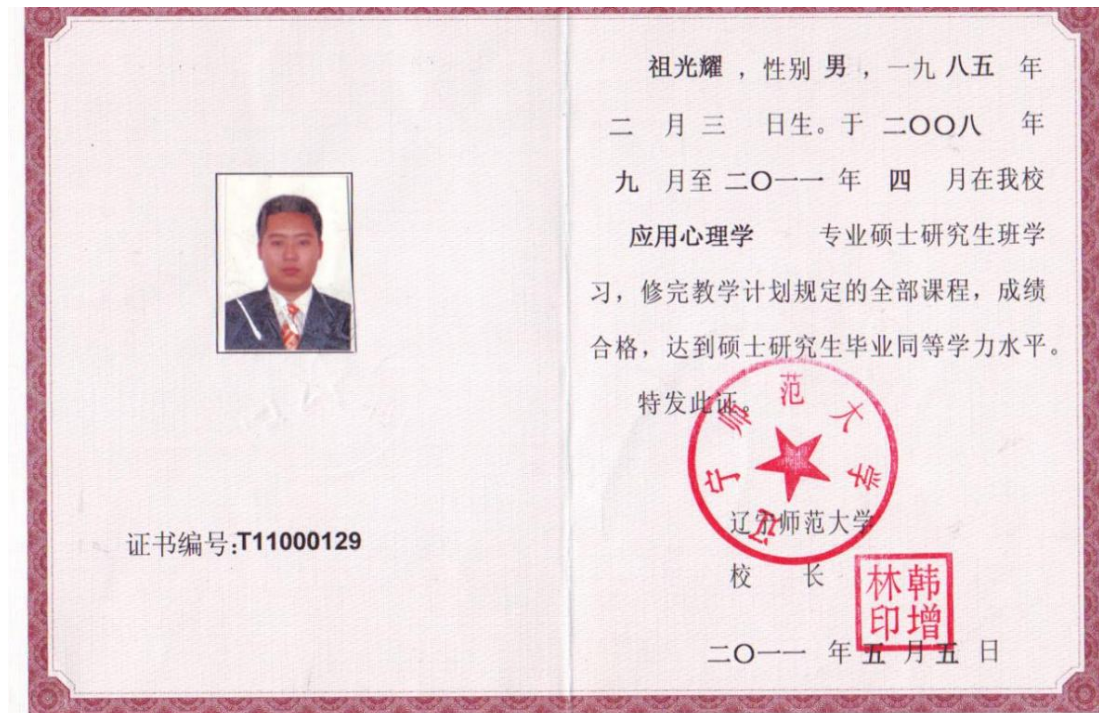 证书编号:T11000129
祖光耀，性别 男，一九 八五 年
二 月 三 日生。于 二〇〇八 年
九 月至 二〇一一 年 四 月在我校
应用心理学 专业硕士研究生班学
习，修完教学计划规定的全部课程，成绩
合格，达到硕士研究生毕业同等学力水平。
特发此证。
辽宁师范大学
辽宁师范大学
校 长
韩增林印
二〇一一 年 五 月 五 日